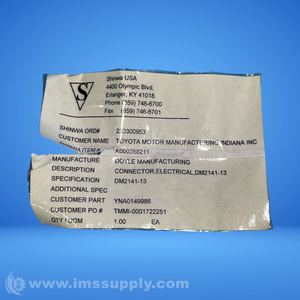 S
Shinwa USA
4400 Olympic Blvd.
Erlanger, KY 41018
Phone (859) 746-6700
Fax (859) 746-6701
SHINWA ORD#
CUSTOMER NAME TOYOTA MOTOR MANUFACTURING INDIANA INC
K000358211
MANUFACTURE DOYLE MANUFACTURING
DESCRIPTION CONNECTOR,ELECTRICAL,DM2141-13
SPECIFICATION DM2141-13
ADDITIONAL SPEC
CUSTOMER PART YNA0149986
CUSTOMER PO # TMMI-0001722251
QTY / UOM 1.00 EA
www.imssupply.com